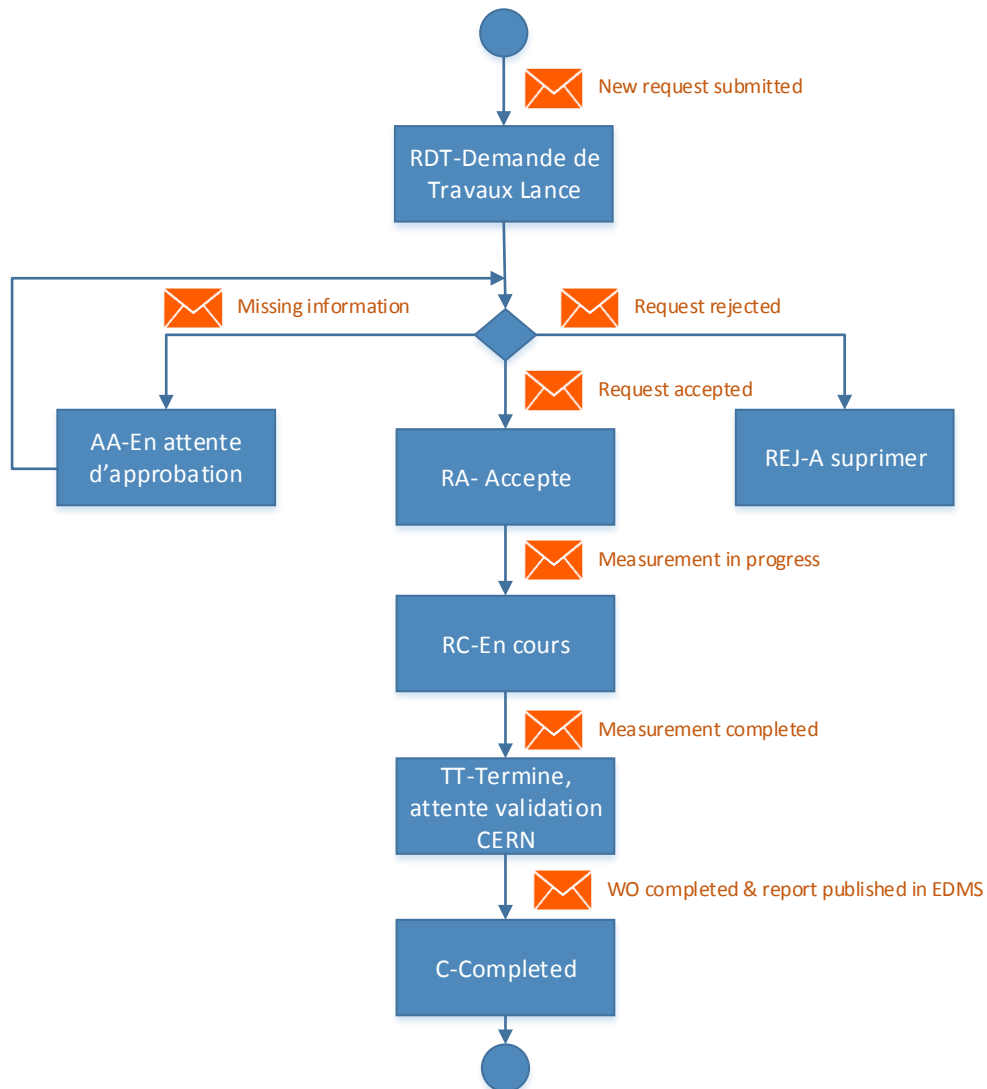 New request submitted
RDT-Demande de
Travaux Lance
Missing information
Request rejected
Request accepted
AA-En attente
d’approbation
RA- Accepte
REJ-A suprimer
Measurement in progress
RC-En cours
Measurement completed
TT-Termine,
attente validation
CERN
WO completed & report published in EDMS
C-Completed